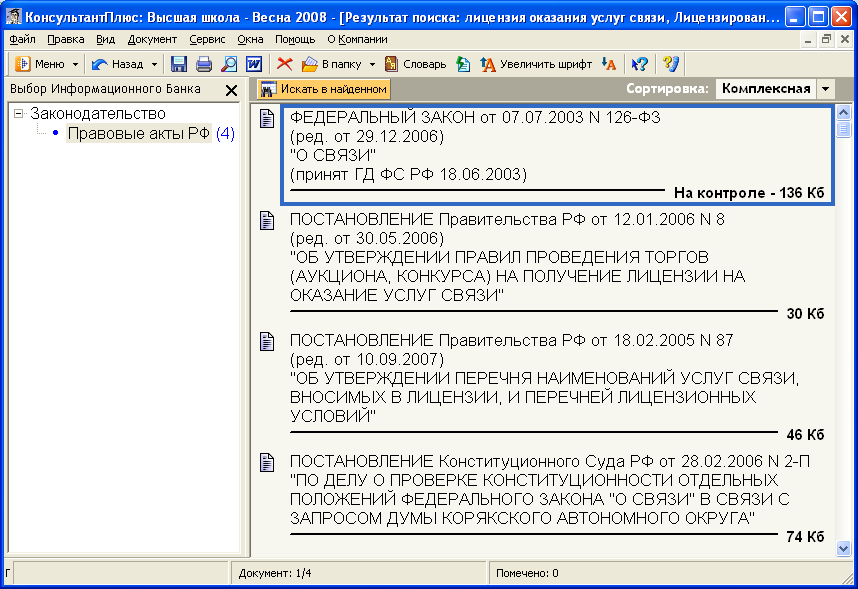 КонсультантПлюс: Высшая школа - Весна 2008 - [Результат поиска: лицензия оказания услуг связи, Лицензирован...
Файл Правка Вид Документ Сервис Окна Помощь О Компании
Меню Назад В папку Словарь Увеличить шрифт
Выбор Информационного Банка
Искать в найденном
Сортировка: Комплексная
Законодательство
Правовые акты РФ (4)
ФЕДЕРАЛЬНЫЙ ЗАКОН от 07.07.2003 N 126-ФЗ
(ред. от 29.12.2006)
"О СВЯЗИ"
(принят ГД ФС РФ 18.06.2003)
На контроле - 136 Кб
ПОСТАНОВЛЕНИЕ Правительства РФ от 12.01.2006 N 8
(ред. от 30.05.2006)
"ОБ УТВЕРЖДЕНИИ ПРАВИЛ ПРОВЕДЕНИЯ ТОРГОВ
(АУКЦИОНА, КОНКУРСА) НА ПОЛУЧЕНИЕ ЛИЦЕНЗИИ НА
ОКАЗАНИЕ УСЛУГ СВЯЗИ"
30 Кб
ПОСТАНОВЛЕНИЕ Правительства РФ от 18.02.2005 N 87
(ред. от 10.09.2007)
"ОБ УТВЕРЖДЕНИИ ПЕРЕЧНЯ НАИМЕНОВАНИЙ УСЛУГ СВЯЗИ,
ВНОСИМЫХ В ЛИЦЕНЗИИ, И ПЕРЕЧНЕЙ ЛИЦЕНЗИОННЫХ
УСЛОВИЙ"
46 Кб
ПОСТАНОВЛЕНИЕ Конституционного Суда РФ от 28.02.2006 N 2-П
"ПО ДЕЛУ О ПРОВЕРКЕ КОНСТИТУЦИОННОСТИ ОТДЕЛЬНЫХ
ПОЛОЖЕНИЙ ФЕДЕРАЛЬНОГО ЗАКОНА "О СВЯЗИ" В СВЯЗИ С
ЗАПРОСОМ ДУМЫ КОРЯКСКОГО АВТОНОМНОГО ОКРУГА"
74 Кб
Документ: 1/4
Помечено: 0